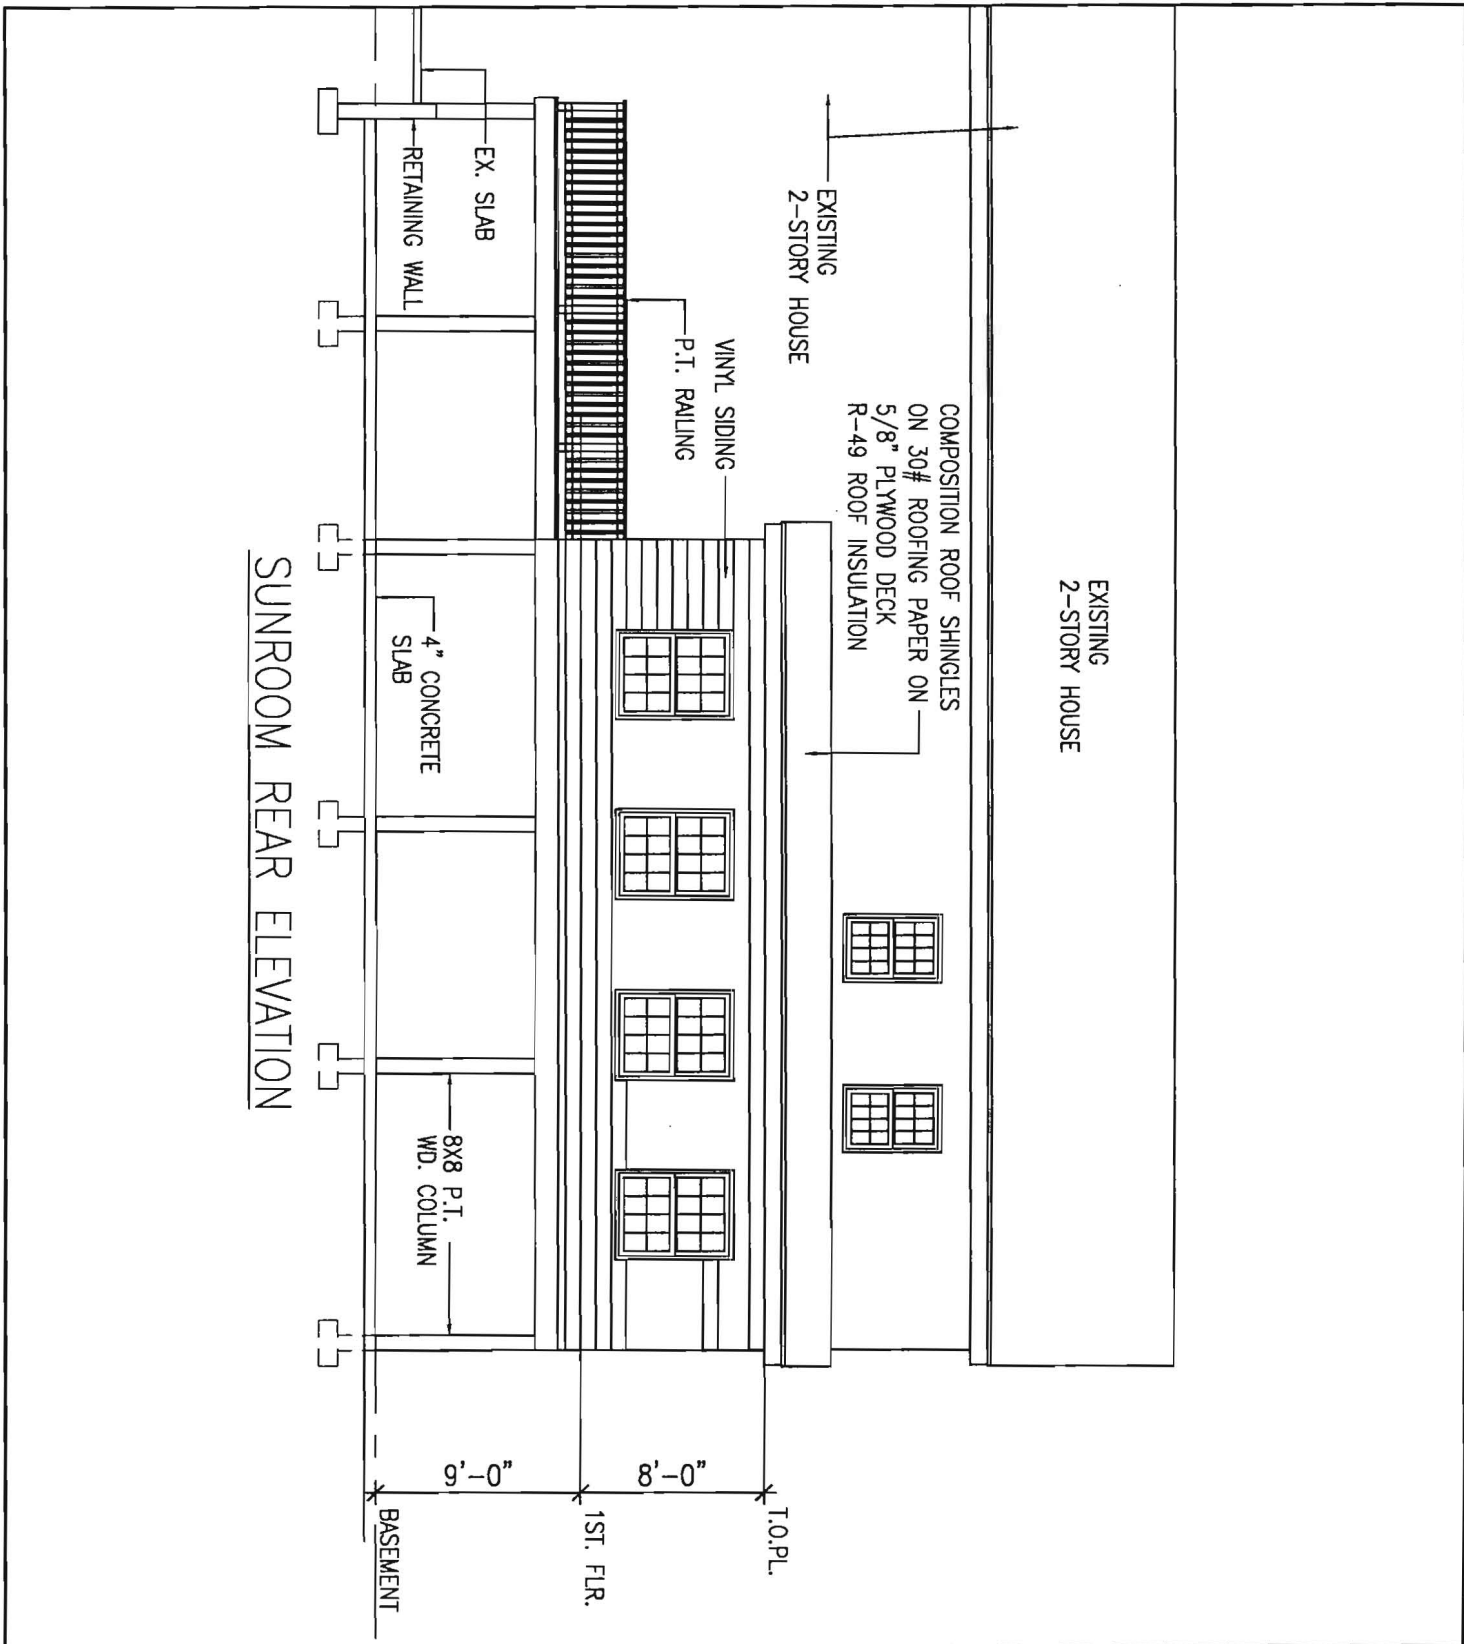 EXISTING
2-STORY HOUSE
EXISTING
2-STORY HOUSE
COMPOSITION ROOF SHINGLES
ON 30# ROOFING PAPER ON
5/8" PLYWOOD DECK
R-49 ROOF INSULATION
VINYL SIDING
P.T. RAILING
EX. SLAB
RETAINING WALL
4" CONCRETE
SLAB
8X8 P.T.
WD. COLUMN
T.O.PL.
8'-0"
1ST. FLR.
9'-0"
BASEMENT
SUNROOM REAR ELEVATION